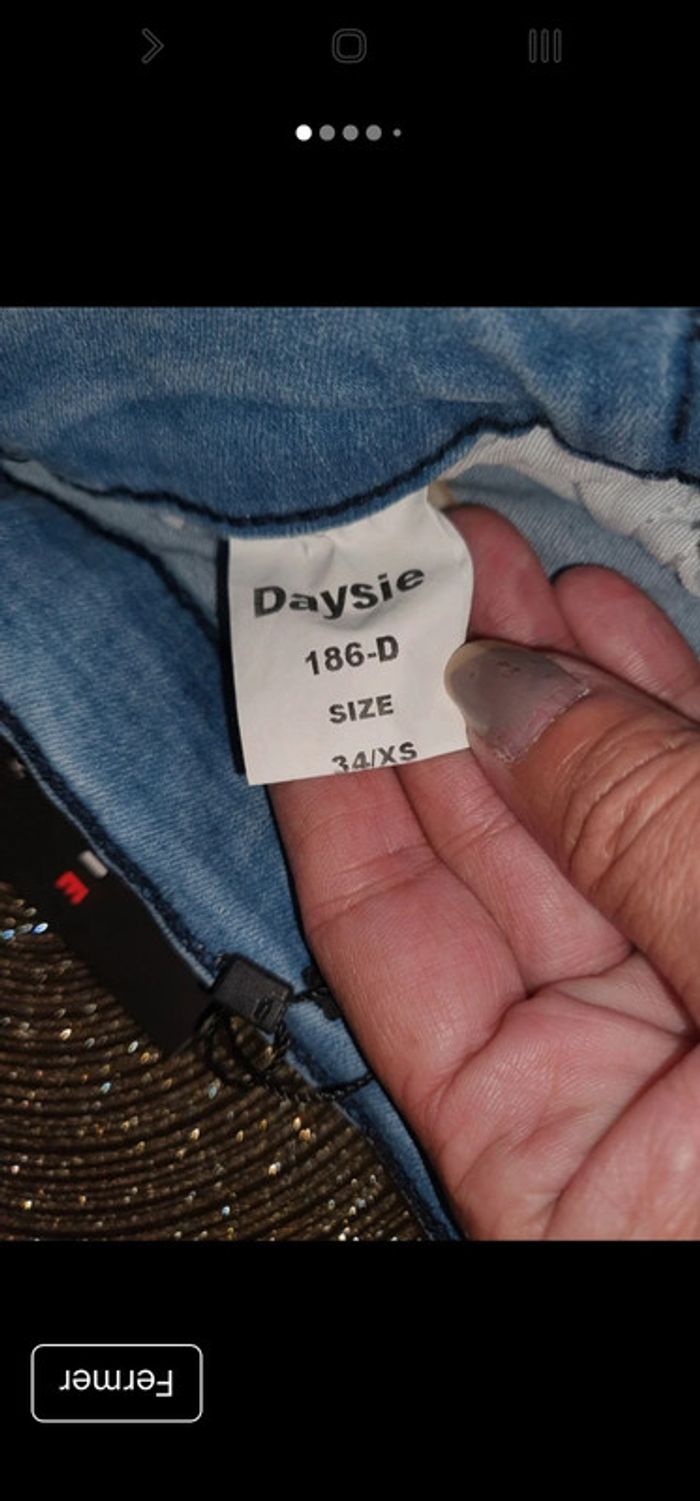 Daysie
186-D
SIZE
34/XS
Fermer